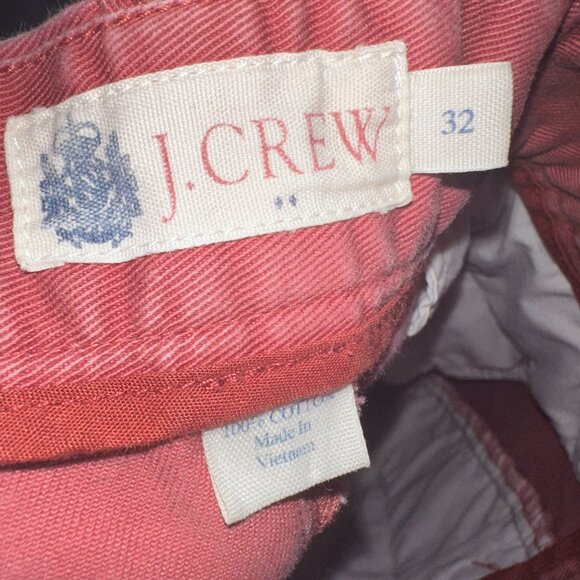 J.CREW
32
100% COTTON
Made In
Vietnam